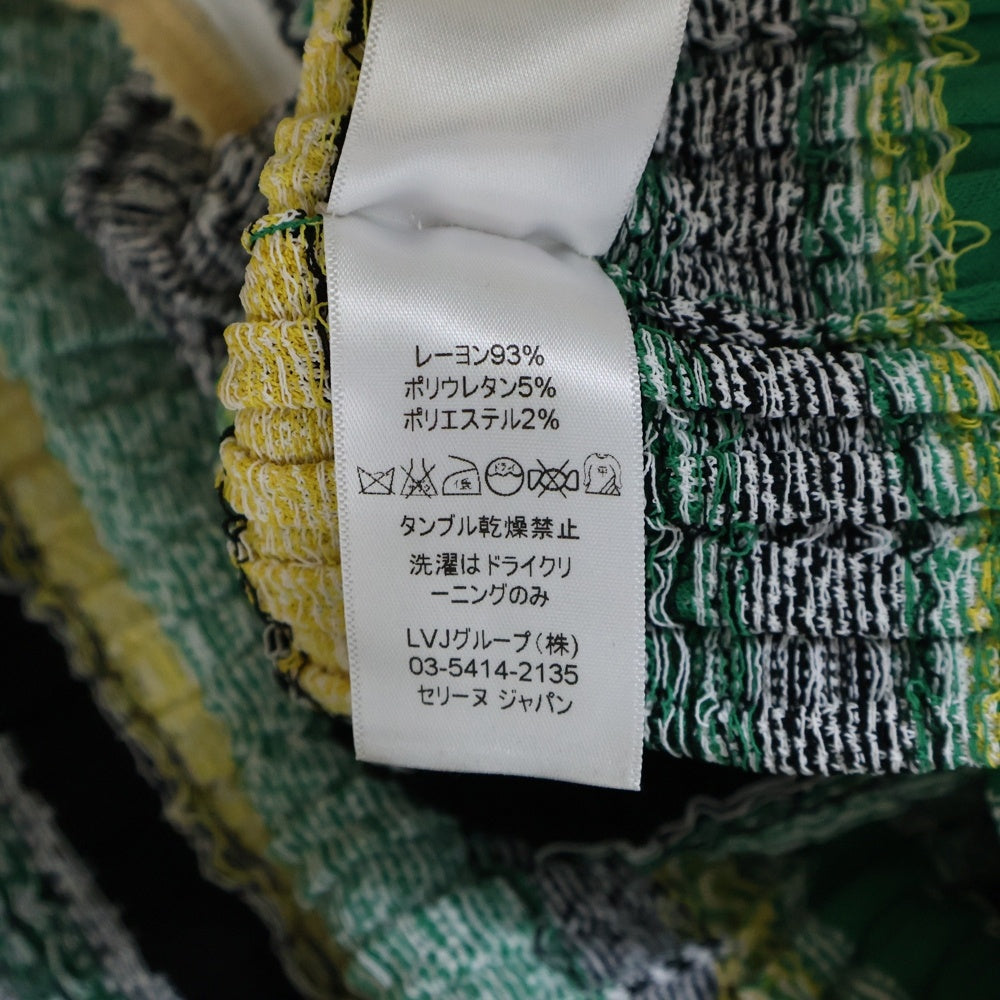 レーヨン93%
ポリウレタン5%
ポリエステル2%
タンブル乾燥禁止
洗濯はドライクリ
ーニングのみ
LVJグループ(株)
03-5414-2135
セリーヌ ジャパン